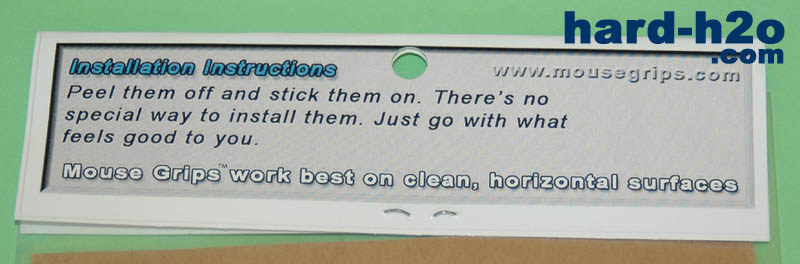 hard-h2o
.com
Installation Instructions
www.mousegrips.com
Peel them off and stick them on. There's no
special way to install them. Just go with what
feels good to you.
Mouse Grips™ work best on clean, horizontal surfaces